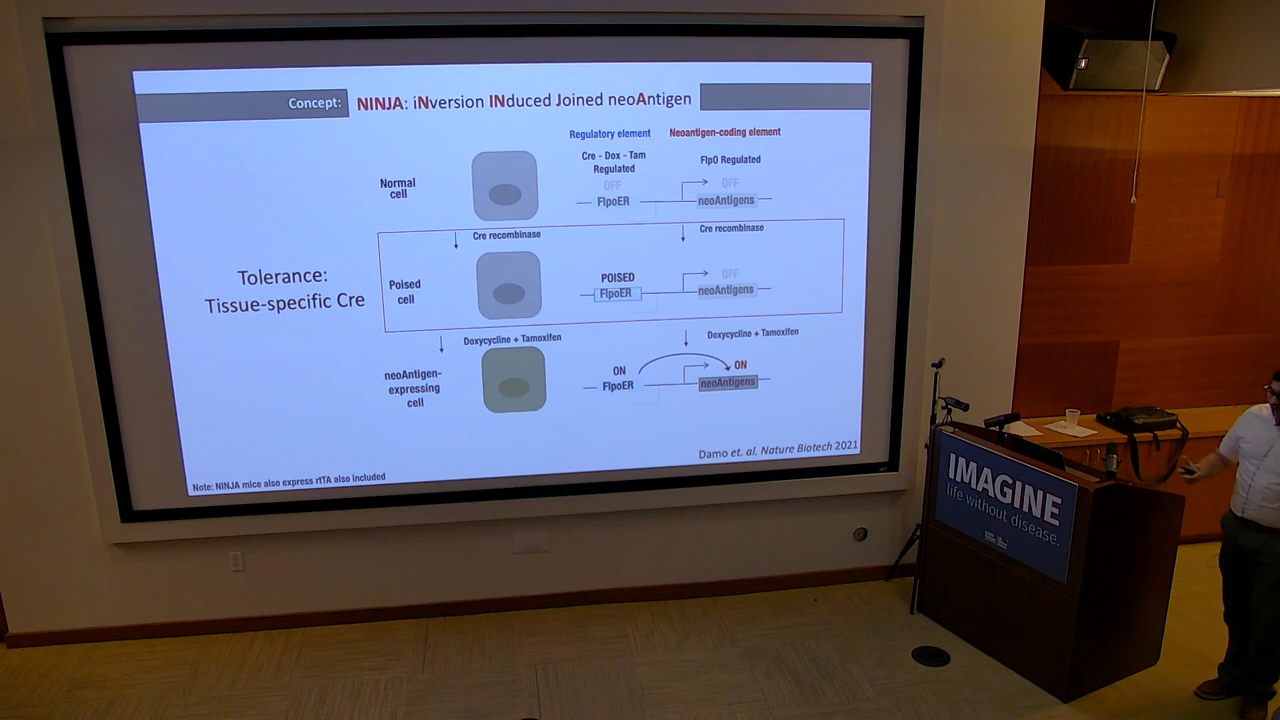 Concept:
NINJA: iNversion INduced Joined neoAntigen
Regulatory element
Neoantigen-coding element
Cre - Dox - Tam
Regulated
FlpO Regulated
Normal
cell
OFF
OFF
FlpoER
neoAntigens
Cre recombinase
Cre recombinase
Tolerance:
Tissue-specific Cre
Poised
cell
POISED
OFF
FlpoER
neoAntigens
Doxycycline + Tamoxifen
Doxycycline + Tamoxifen
neoAntigen-
expressing
cell
ON
ON
FlpoER
neoAntigens
Damo et. al. Nature Biotech 2021
Note: NINJA mice also express rtTA also included
IMAGINE
life without disease.